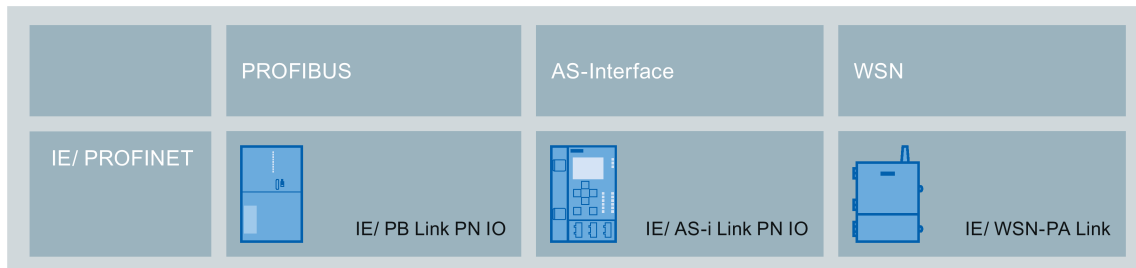 PROFIBUS
AS-Interface
WSN
IE/ PROFINET
IE/ PB Link PN IO
IE/ AS-i Link PN IO
IE/ WSN-PA Link